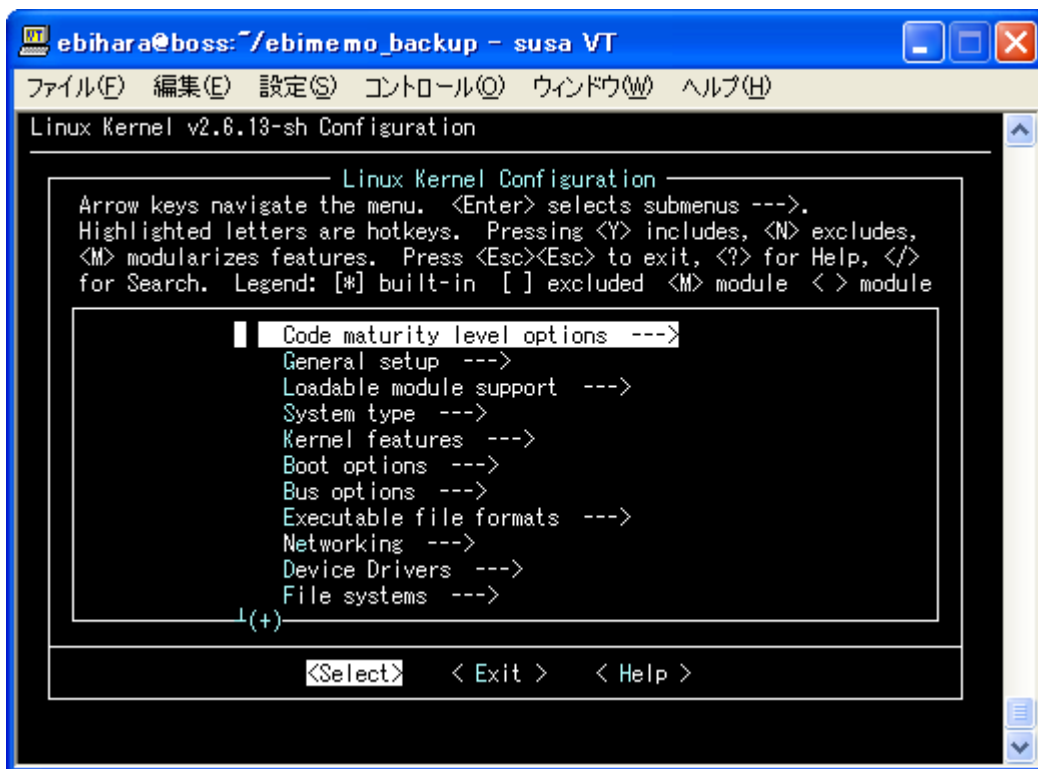 ebihara@boss:~/ebimemo_backup - susa VT
ファイル(F) 編集(E) 設定(S) コントロール(O) ウィンドウ(W) ヘルプ(H)
Linux Kernel v2.6.13-sh Configuration
Linux Kernel Configuration
Arrow keys navigate the menu. <Enter> selects submenus --->.
Highlighted letters are hotkeys. Pressing <Y> includes, <N> excludes,
<M> modularizes features. Press <Esc><Esc> to exit, <?> for Help, </>
for Search. Legend: [*] built-in [ ] excluded <M> module < > module
Code maturity level options --->
General setup --->
Loadable module support --->
System type --->
Kernel features --->
Boot options --->
Bus options --->
Executable file formats --->
Networking --->
Device Drivers --->
File systems --->
┴(+)
<Select> < Exit > < Help >